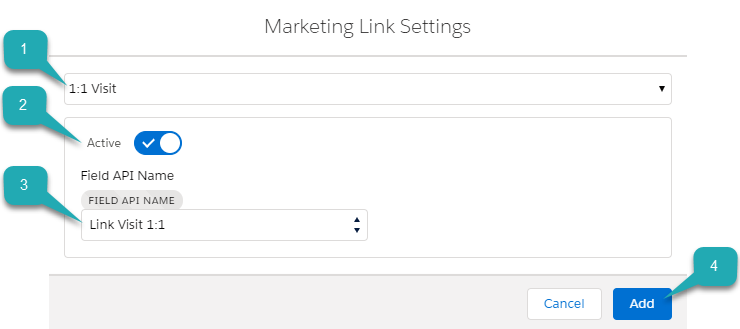 Marketing Link Settings
1
1:1 Visit
2
Active
Field API Name
3
FIELD API NAME
Link Visit 1:1
4
Cancel
Add